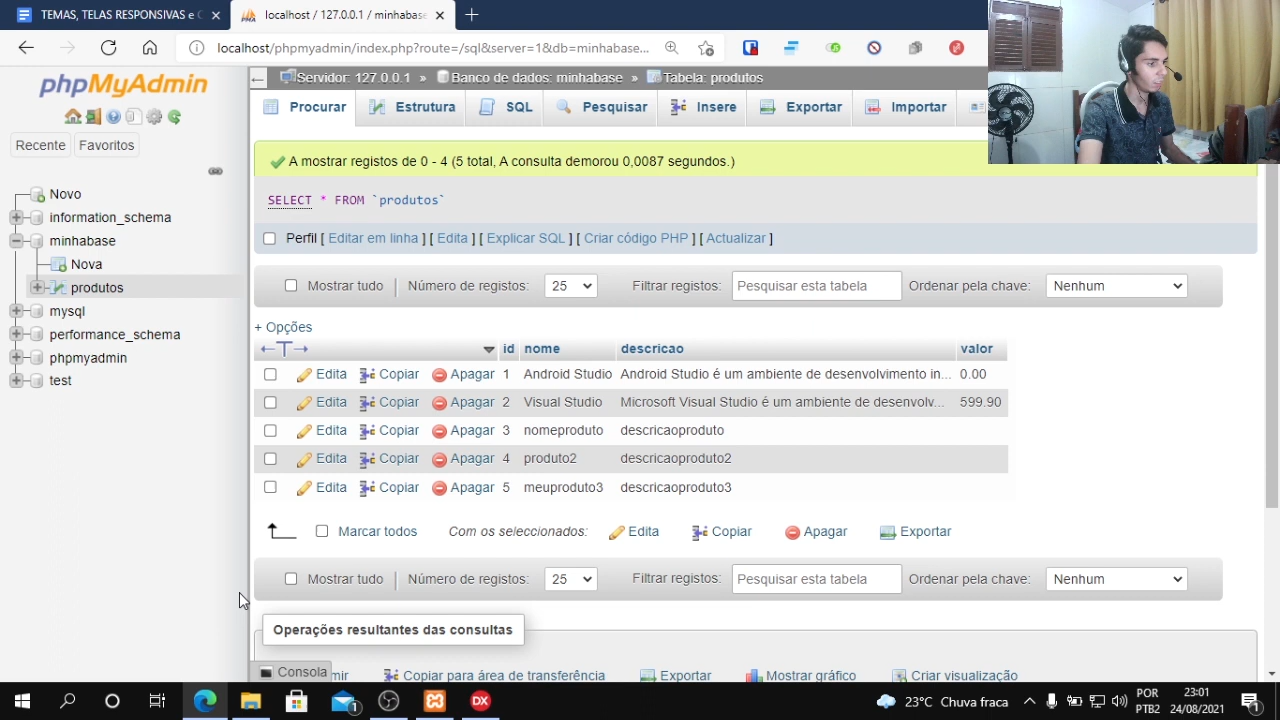 TEMAS, TELAS RESPONSIVAS e C
localhost / 127.0.0.1 / minhabase
localhost/phpmyadmin/index.php?route=/sql&server=1&db=minhabase...
phpMyAdmin
Recente
Favoritos
Novo
information_schema
minhabase
Nova
produtos
mysql
performance_schema
phpmyadmin
test
Servidor: 127.0.0.1 » Banco de dados: minhabase » Tabela: produtos
Procurar Estrutura SQL Pesquisar Insere Exportar Importar
A mostrar registos de 0 - 4 (5 total, A consulta demorou 0,0087 segundos.)
SELECT * FROM `produtos`
Perfil [ Editar em linha ] [ Edita ] [ Explicar SQL ] [ Criar código PHP ] [ Actualizar ]
Mostrar tudo | Número de registos: 25 Filtrar registos: Pesquisar esta tabela Ordenar pela chave: Nenhum
+ Opções
←T→ id nome descricao valor
Edita Copiar Apagar 1 Android Studio Android Studio é um ambiente de desenvolvimento in... 0.00
Edita Copiar Apagar 2 Visual Studio Microsoft Visual Studio é um ambiente de desenvolv... 599.90
Edita Copiar Apagar 3 nomeproduto descricaoproduto
Edita Copiar Apagar 4 produto2 descricaoproduto2
Edita Copiar Apagar 5 meuproduto3 descricaoproduto3
Marcar todos Com os seleccionados: Edita Copiar Apagar Exportar
Mostrar tudo | Número de registos: 25 Filtrar registos: Pesquisar esta tabela Ordenar pela chave: Nenhum
Operações resultantes das consultas
Consola mir Copiar para área de transferência Exportar Mostrar gráfico Criar visualização
1 DX 23°C Chuva fraca POR PTB2 23:01 24/08/2021 1